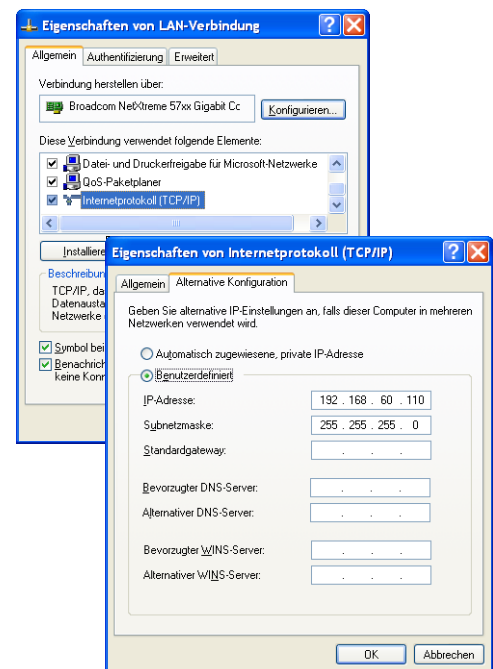 Eigenschaften von LAN-Verbindung
Allgemein Authentifizierung Erweitert
Verbindung herstellen über:
Broadcom NetXtreme 57xx Gigabit Cc
Konfigurieren...
Diese Verbindung verwendet folgende Elemente:
Datei- und Druckerfreigabe für Microsoft-Netzwerke
QoS-Paketplaner
Internetprotokoll (TCP/IP)
Installiere
Beschreibun
TCP/IP, da
Datenausta
Netzwerke
Symbol bei
Benachrich
keine Konn
Eigenschaften von Internetprotokoll (TCP/IP)
Allgemein Alternative Konfiguration
Geben Sie alternative IP-Einstellungen an, falls dieser Computer in mehreren
Netzwerken verwendet wird.
Automatisch zugewiesene, private IP-Adresse
Benutzerdefiniert
IP-Adresse: 192 . 168 . 60 . 110
Subnetzmaske: 255 . 255 . 255 . 0
Standardgateway: . . .
Bevorzugter DNS-Server: . . .
Alternativer DNS-Server: . . .
Bevorzugter WINS-Server: . . .
Alternativer WINS-Server: . . .
OK Abbrechen